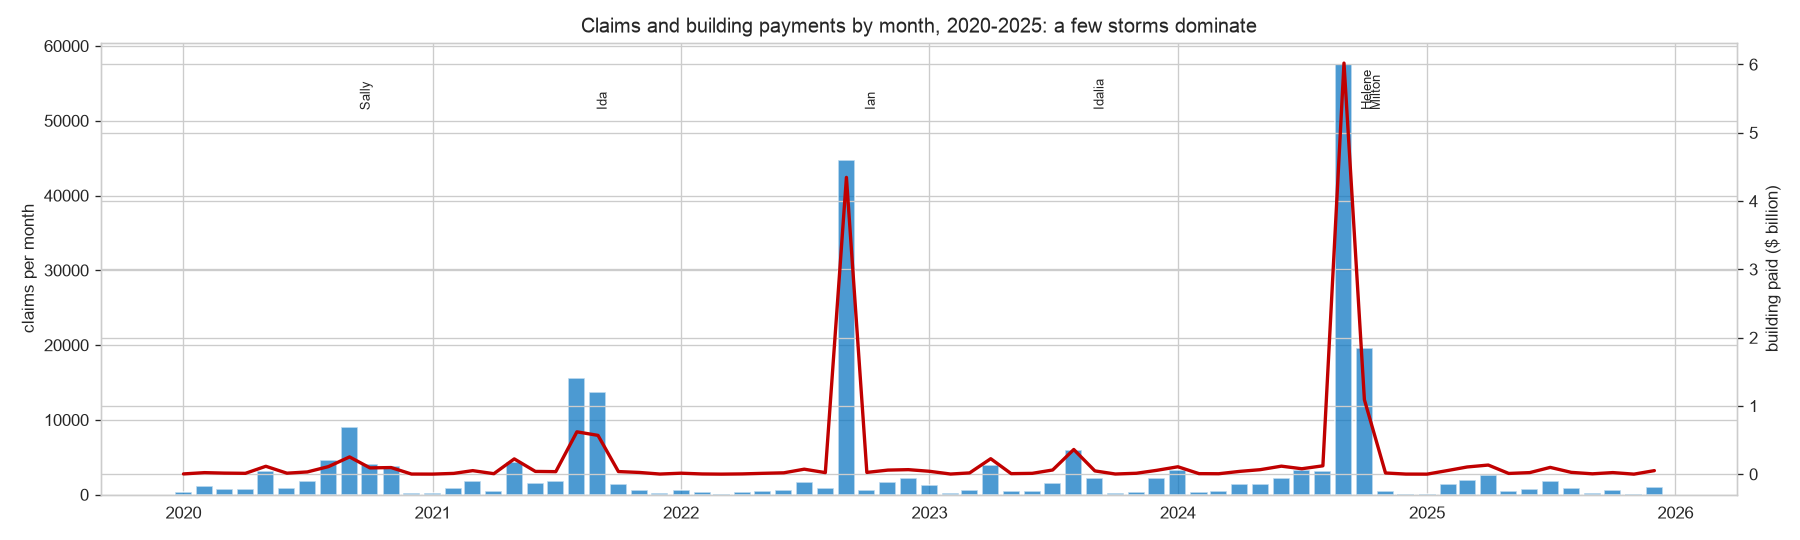 Claims and building payments by month, 2020-2025: a few storms dominate
claims per month
60000
50000
40000
30000
20000
10000
0
Sally
Ida
Ian
Idalia
Helene
Milton
6
5
4
3
2
1
0
building paid ($ billion)
2020
2021
2022
2023
2024
2025
2026